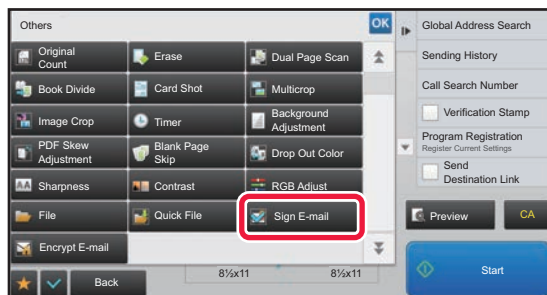 Others
OK
Original
Count
Erase
Dual Page Scan
Book Divide
Card Shot
Multicrop
Image Crop
Timer
Background
Adjustment
PDF Skew
Adjustment
Blank Page
Skip
Drop Out Color
Sharpness
Contrast
RGB Adjust
File
Quick File
Sign E-mail
Encrypt E-mail
Back
8½x11
8½x11
Global Address Search
Sending History
Call Search Number
Verification Stamp
Program Registration
Register Current Settings
Send
Destination Link
Preview
CA
Start